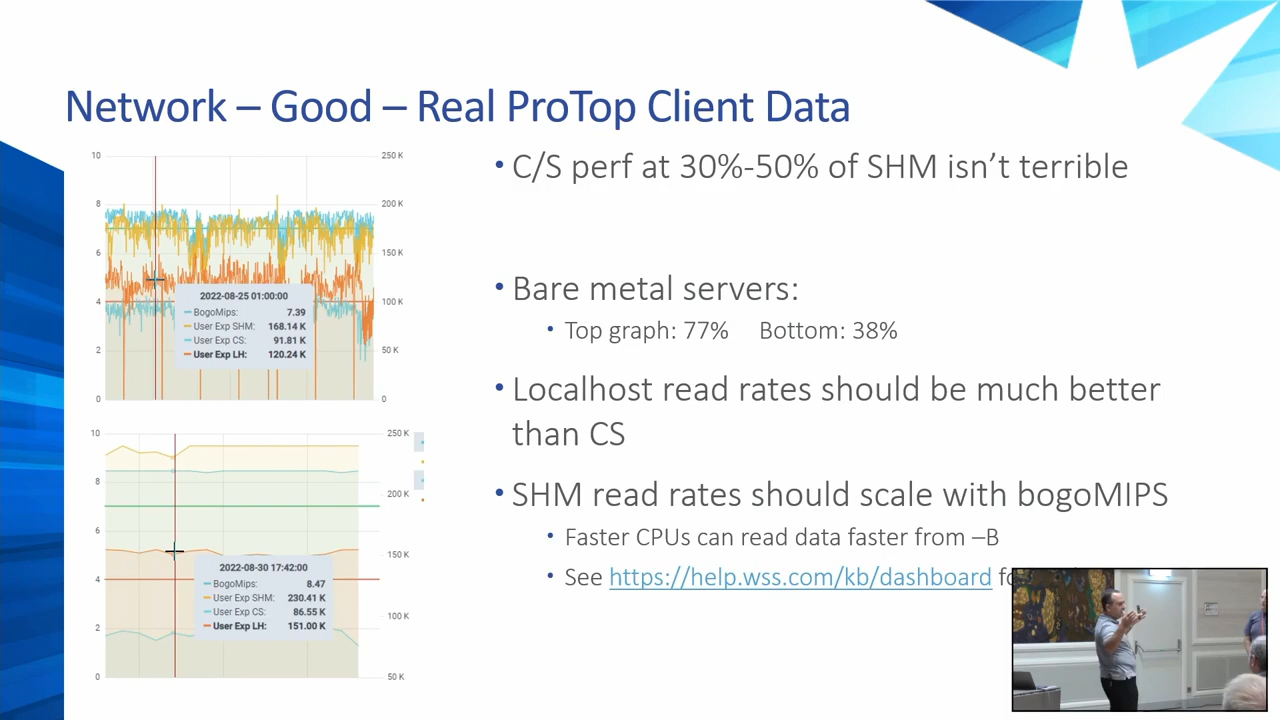 Network – Good – Real ProTop Client Data
10
250 K
8
200 K
6
4
100 K
2
50 K
0
0
2022-08-25 01:00:00
BogoMips: 7.39
User Exp SHM: 168.14 K
User Exp CS: 91.81 K
User Exp LH: 120.24 K
10
250 K
8
200 K
6
150 K
4
100 K
2
0
50 K
2022-08-30 17:42:00
BogoMips: 8.47
User Exp SHM: 230.41 K
User Exp CS: 86.55 K
User Exp LH: 151.00 K
• C/S perf at 30%-50% of SHM isn’t terrible
• Bare metal servers:
• Top graph: 77% Bottom: 38%
• Localhost read rates should be much better
than CS
• SHM read rates should scale with bogoMIPS
• Faster CPUs can read data faster from –B
• See https://help.wss.com/kb/dashboard